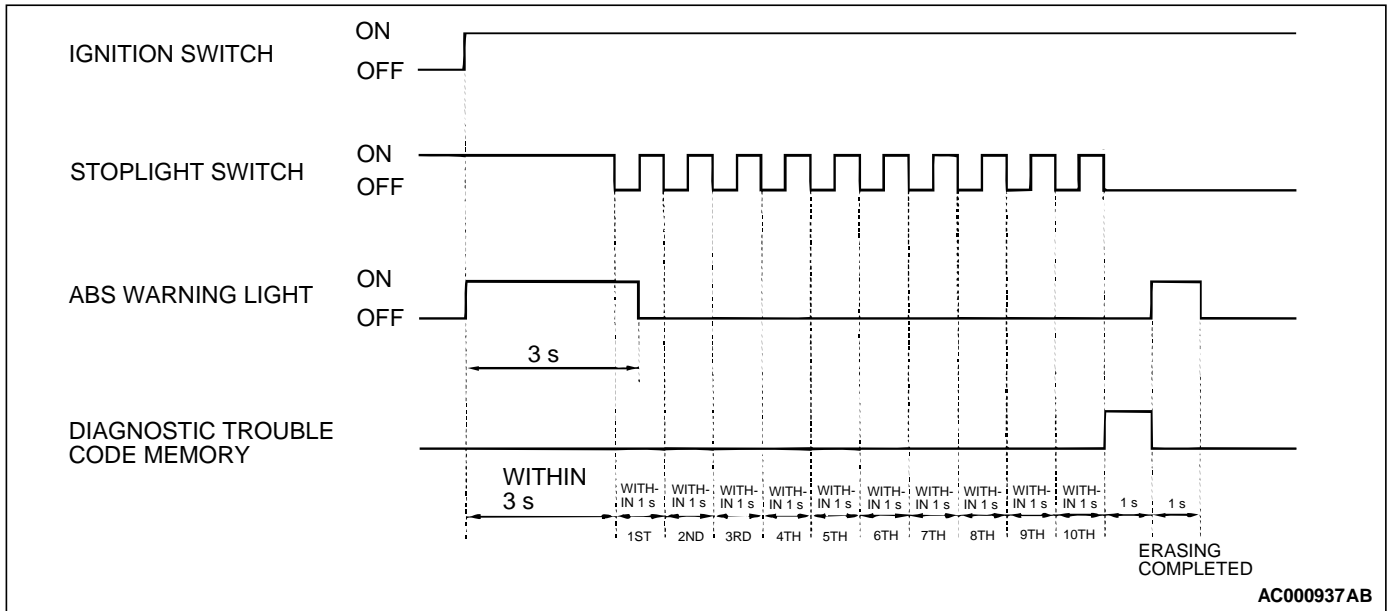 IGNITION SWITCH
ON
OFF
STOPLIGHT SWITCH
ON
OFF
ABS WARNING LIGHT
ON
OFF
3 s
DIAGNOSTIC TROUBLE
CODE MEMORY
WITHIN
3 s
WITH-
IN 1 s
WITH-
IN 1 s
WITH-
IN 1 s
WITH-
IN 1 s
WITH-
IN 1 s
WITH-
IN 1 s
WITH-
IN 1 s
WITH-
IN 1 s
WITH-
IN 1 s
WITH-
IN 1 s
1 s
1 s
1ST
2ND
3RD
4TH
5TH
6TH
7TH
8TH
9TH
10TH
ERASING
COMPLETED
AC000937AB